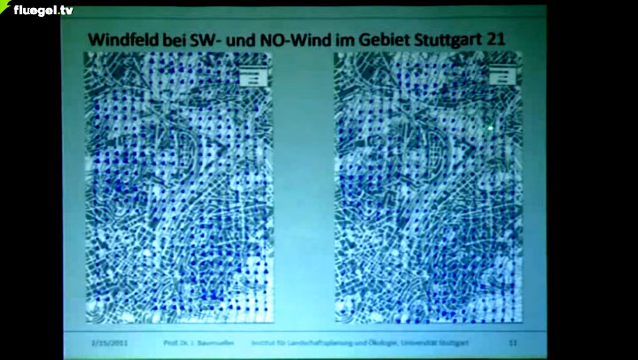 fluegel.tv
Windfeld bei SW- und NO-Wind im Gebiet Stuttgart 21
2/15/2011 Prof. Dr. J. Baumueller Institut für Landschaftsplanung und Ökologie, Universität Stuttgart 11